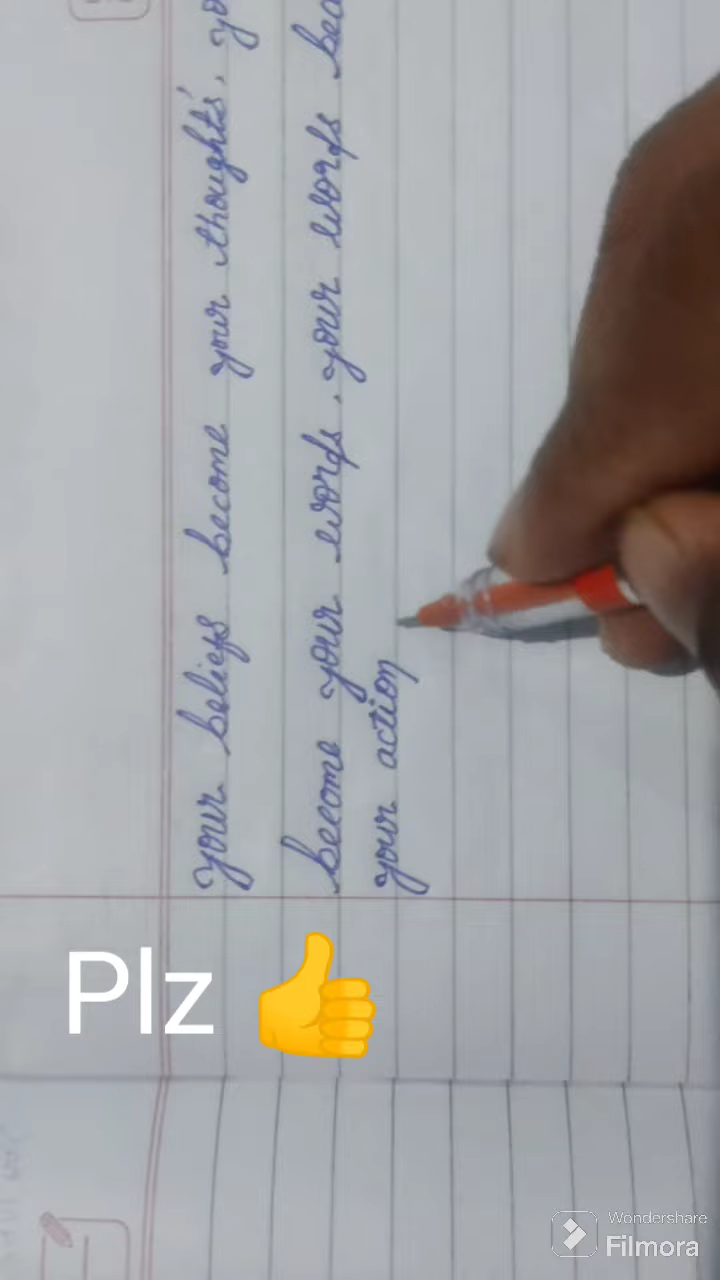 your beliefs become your thoughts, yo
become your words. your words bec
your action
Plz 👍
Wondershare
Filmora